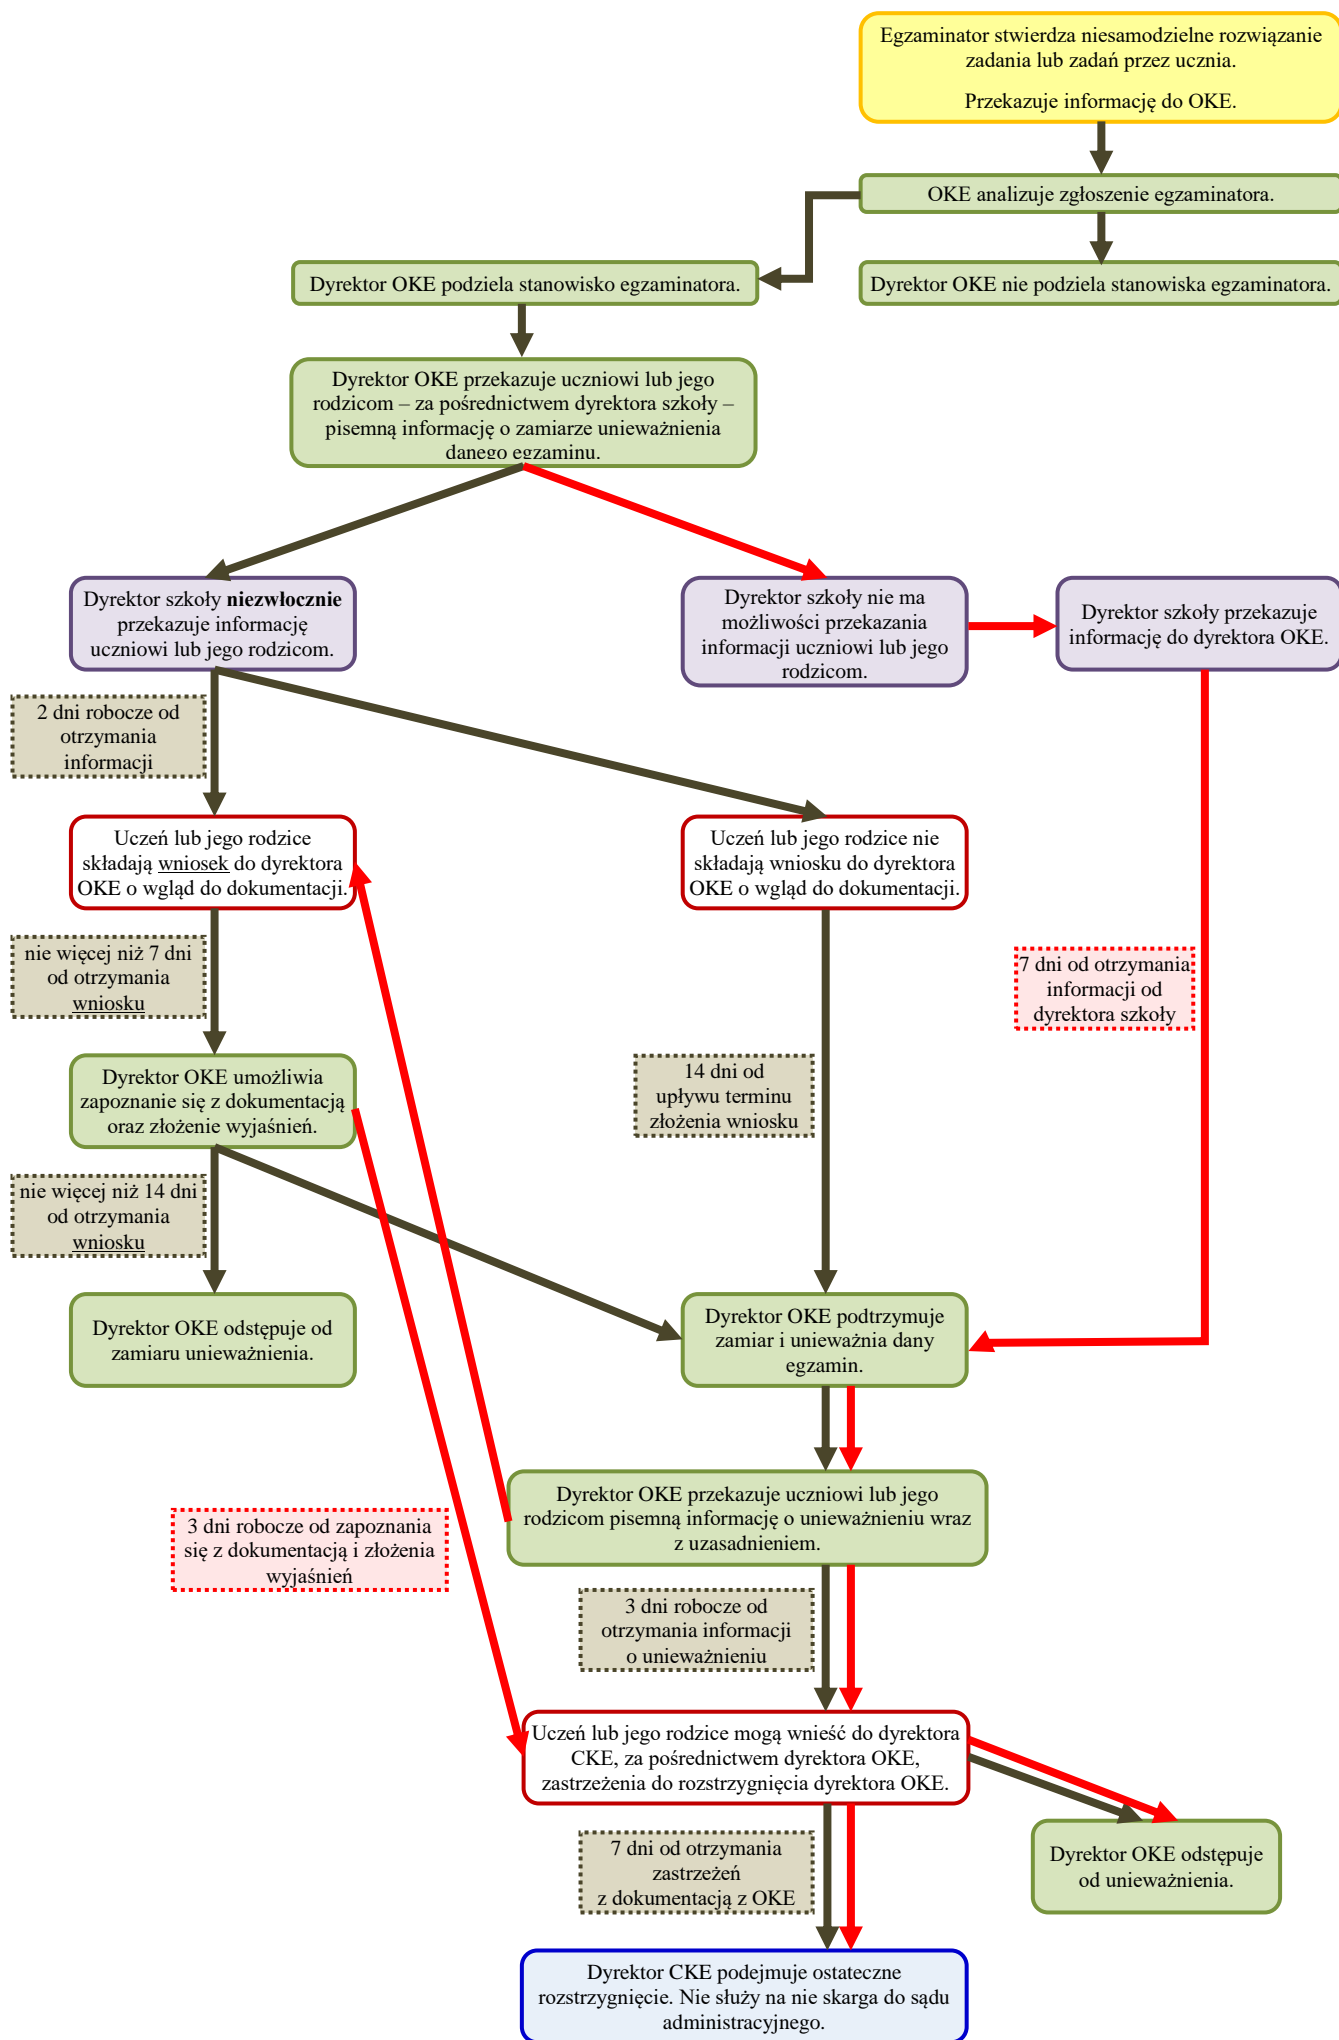 Egzaminator stwierdza niesamodzielne rozwiązanie
zadania lub zadań przez ucznia.
Przekazuje informację do OKE.
OKE analizuje zgłoszenie egzaminatora.
Dyrektor OKE podziela stanowisko egzaminatora.
Dyrektor OKE nie podziela stanowiska egzaminatora.
Dyrektor OKE przekazuje uczniowi lub jego
rodzicom – za pośrednictwem dyrektora szkoły –
pisemną informację o zamiarze unieważnienia
danego egzaminu.
Dyrektor szkoły niezwłocznie
przekazuje informację
uczniowi lub jego rodzicom.
Dyrektor szkoły nie ma
możliwości przekazania
informacji uczniowi lub jego
rodzicom.
Dyrektor szkoły przekazuje
informację do dyrektora OKE.
2 dni robocze od
otrzymania
informacji
Uczeń lub jego rodzice
składają wniosek do dyrektora
OKE o wgląd do dokumentacji.
Uczeń lub jego rodzice nie
składają wniosku do dyrektora
OKE o wgląd do dokumentacji.
nie więcej niż 7 dni
od otrzymania
wniosku
7 dni od otrzymania
informacji od
dyrektora szkoły
Dyrektor OKE umożliwia
zapoznanie się z dokumentacją
oraz złożenie wyjaśnień.
14 dni od
upływu terminu
złożenia wniosku
nie więcej niż 14 dni
od otrzymania
wniosku
Dyrektor OKE odstępuje od
zamiaru unieważnienia.
Dyrektor OKE podtrzymuje
zamiar i unieważnia dany
egzamin.
Dyrektor OKE przekazuje uczniowi lub jego
rodzicom pisemną informację o unieważnieniu wraz
z uzasadnieniem.
3 dni robocze od zapoznania
się z dokumentacją i złożenia
wyjaśnień
3 dni robocze od
otrzymania informacji
o unieważnieniu
Uczeń lub jego rodzice mogą wnieść do dyrektora
CKE, za pośrednictwem dyrektora OKE,
zastrzeżenia do rozstrzygnięcia dyrektora OKE.
7 dni od otrzymania
zastrzeżeń
z dokumentacją z OKE
Dyrektor OKE odstępuje
od unieważnienia.
Dyrektor CKE podejmuje ostateczne
rozstrzygnięcie. Nie służy na nie skarga do sądu
administracyjnego.